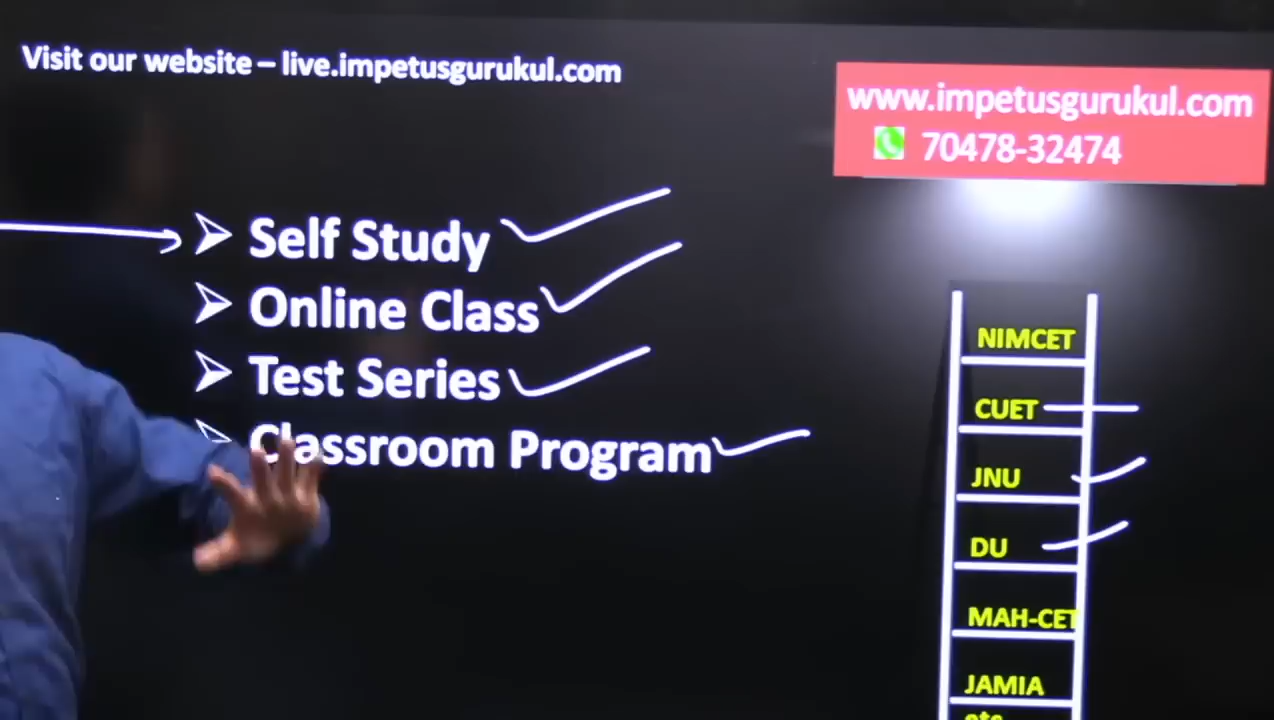 Visit our website – live.impetusgurukul.com
www.impetusgurukul.com
70478-32474
Self Study
Online Class
Test Series
Classroom Program
NIMCET
CUET
JNU
DU
MAH-CET
JAMIA
etc